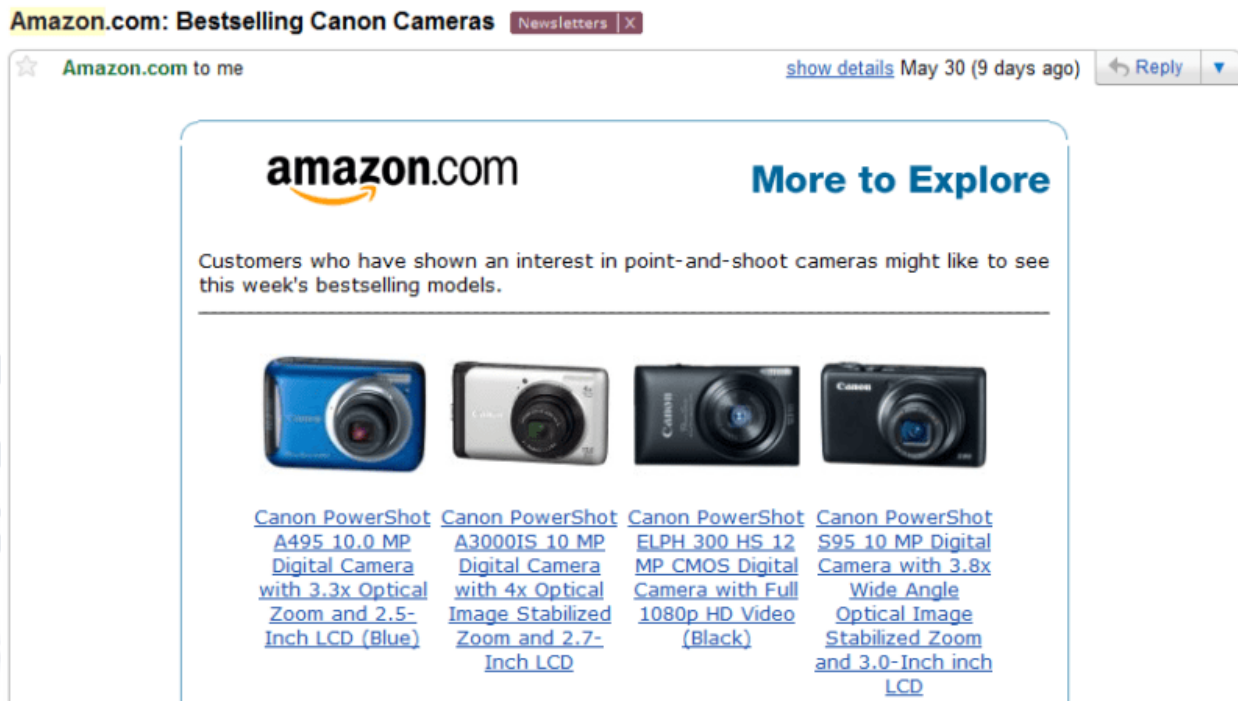 Amazon.com: Bestselling Canon Cameras Newsletters X
Amazon.com to me show details May 30 (9 days ago) Reply
amazon.com
More to Explore
Customers who have shown an interest in point-and-shoot cameras might like to see
this week's bestselling models.
Canon
Canon
Canon
Canon
Canon PowerShot
A495 10.0 MP
Digital Camera
with 3.3x Optical
Zoom and 2.5-
Inch LCD (Blue)
Canon PowerShot
A3000IS 10 MP
Digital Camera
with 4x Optical
Image Stabilized
Zoom and 2.7-
Inch LCD
Canon PowerShot
ELPH 300 HS 12
MP CMOS Digital
Camera with Full
1080p HD Video
(Black)
Canon PowerShot
S95 10 MP Digital
Camera with 3.8x
Wide Angle
Optical Image
Stabilized Zoom
and 3.0-Inch inch
LCD